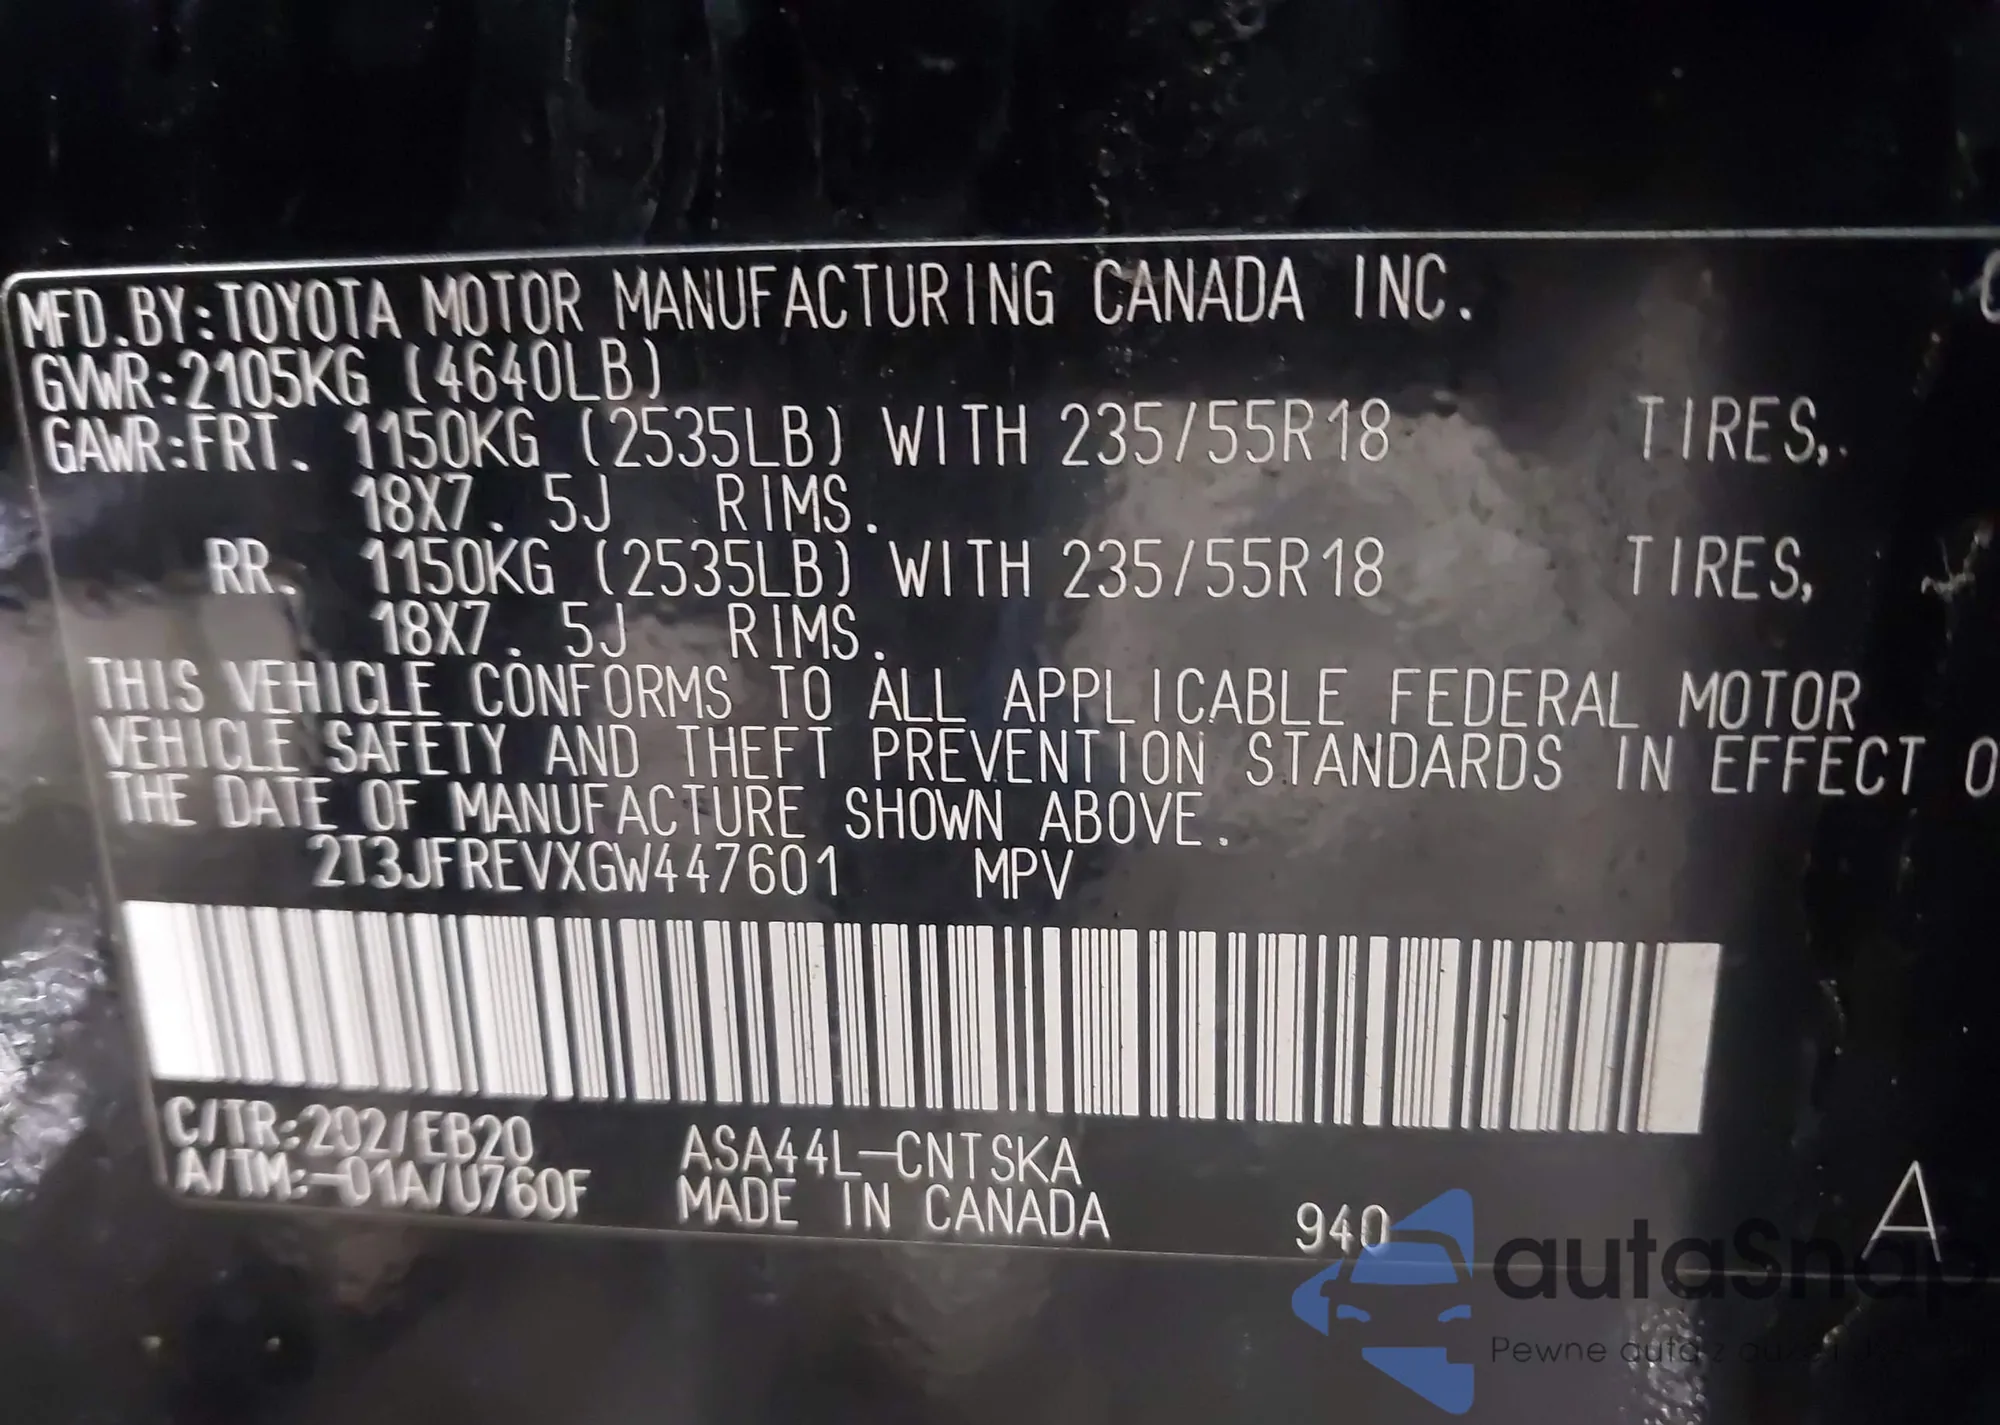 MFD.BY:TOYOTA MOTOR MANUFACTURING CANADA INC.
GVWR:2105KG (4640LB)
GAWR:FRT. 1150KG (2535LB) WITH 235/55R18 TIRES,
18X7.5J RIMS.
RR. 1150KG (2535LB) WITH 235/55R18 TIRES,
18X7.5J RIMS.
THIS VEHICLE CONFORMS TO ALL APPLICABLE FEDERAL MOTOR
VEHICLE SAFETY AND THEFT PREVENTION STANDARDS IN EFFECT O
THE DATE OF MANUFACTURE SHOWN ABOVE.
2T3JFREVXGW447601 MPV
C/TR:202/EB20 ASA44L-CNTSKA
A/TM:-01A/U760F MADE IN CANADA 940 A
autaSnap
Pewne auta z